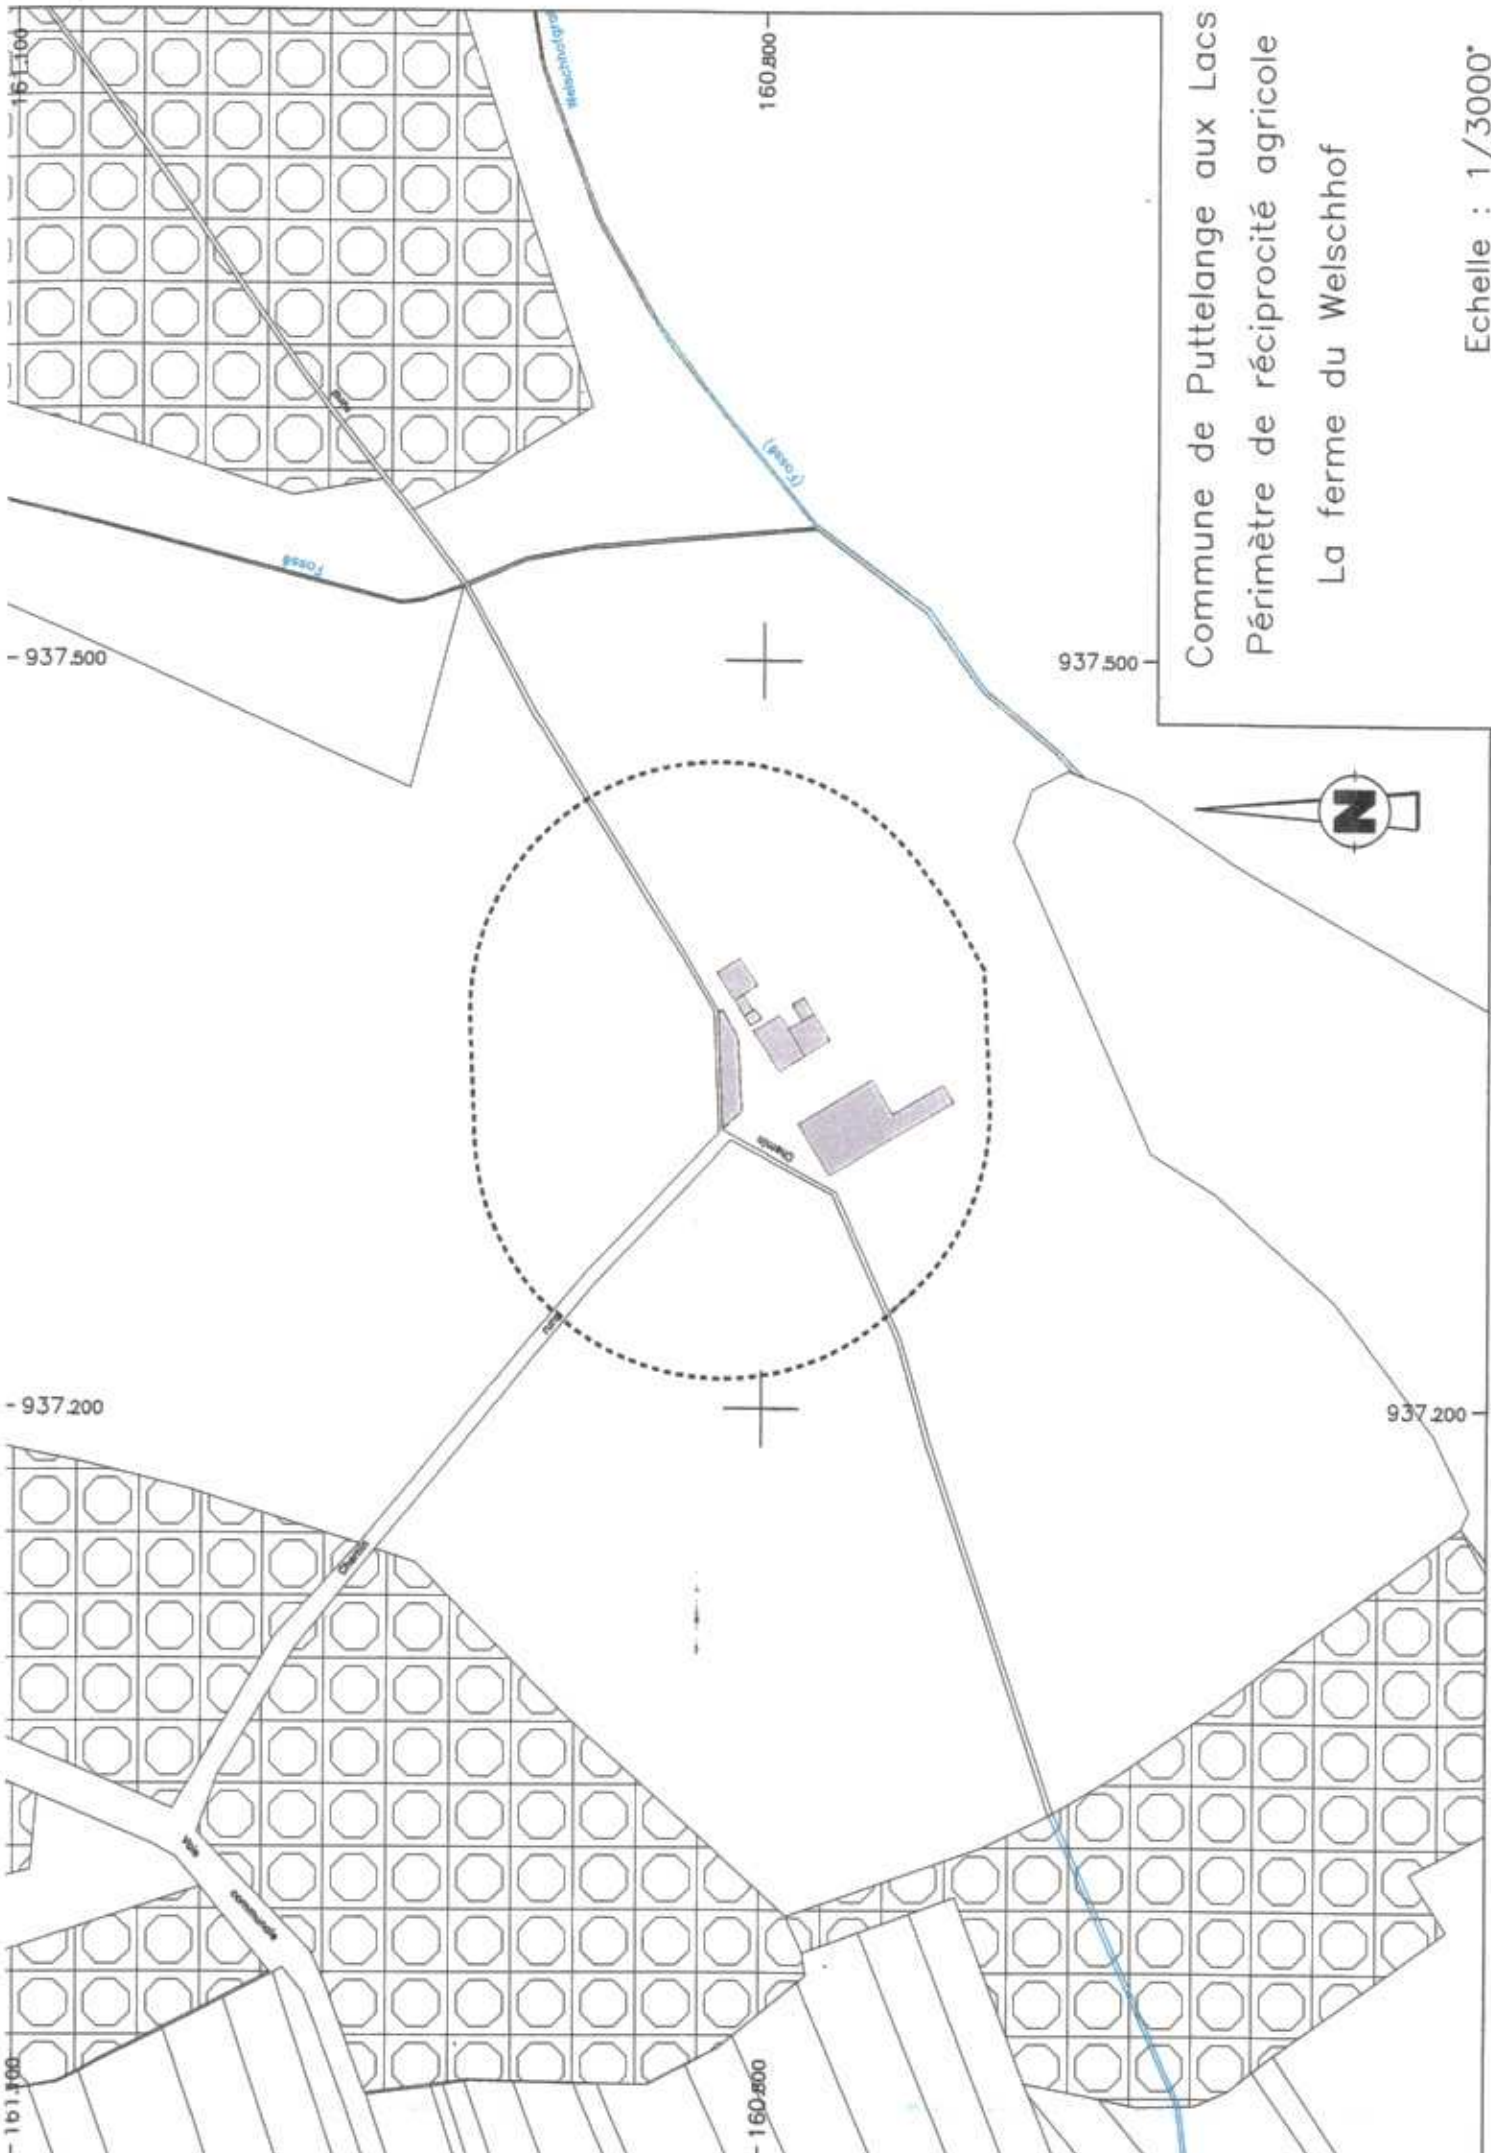 Commune de Puttelange aux Lacs
Périmètre de réciprocité agricole
La ferme du Welschhof
Echelle : 1/3000°
N
161.100
160.800
937.500
937.500
937.200
937.200
161.100
160.800
Fossé
(Fossé)
rural
Chemin
rural
Chemin
Voie
communale